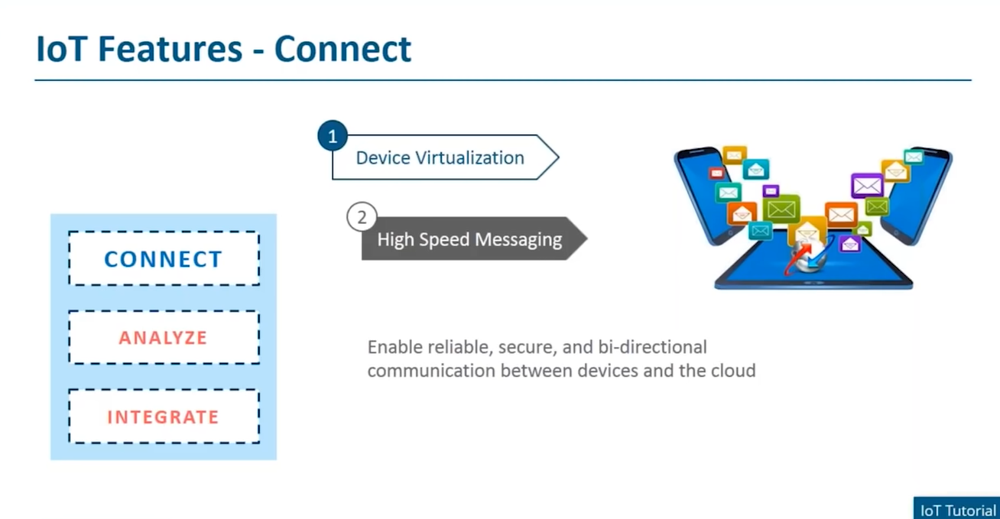 IoT Features - Connect
1
Device Virtualization
2
High Speed Messaging
CONNECT
ANALYZE
INTEGRATE
Enable reliable, secure, and bi-directional
communication between devices and the cloud
IoT Tutorial